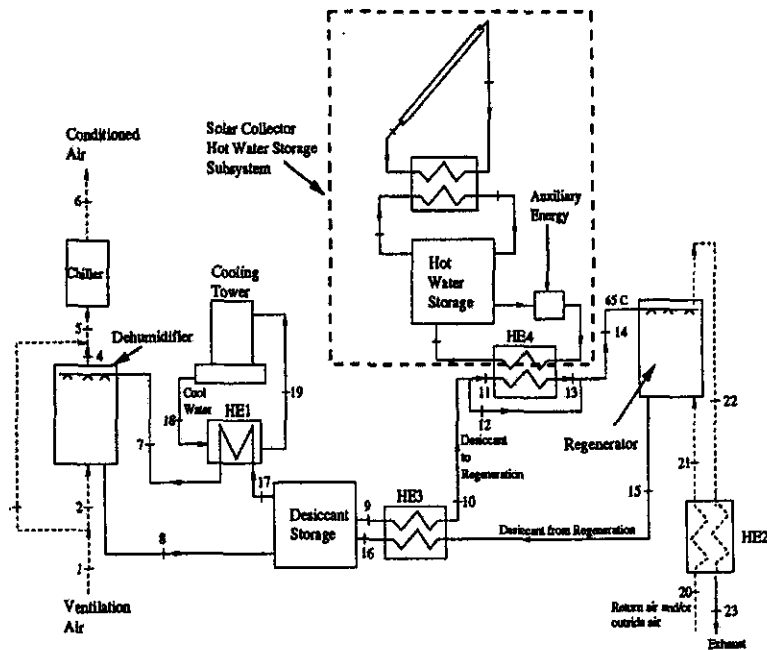 Conditioned
Air
6
Chiller
5
4
Dehumidifier
Cooling
Tower
Cool
Water
18
19
HE1
7
17
2
1
8
Ventilation
Air
Solar Collector
Hot Water Storage
Subsystem
Auxiliary
Energy
Hot
Water
Storage
HE4
65 C
14
11
13
12
Desiccant
to
Regeneration
Regenerator
22
21
15
Desiccant
Storage
9
HE3
10
16
Desiccant from Regeneration
HE2
20
Return air and/or
outside air
23
Exhaust